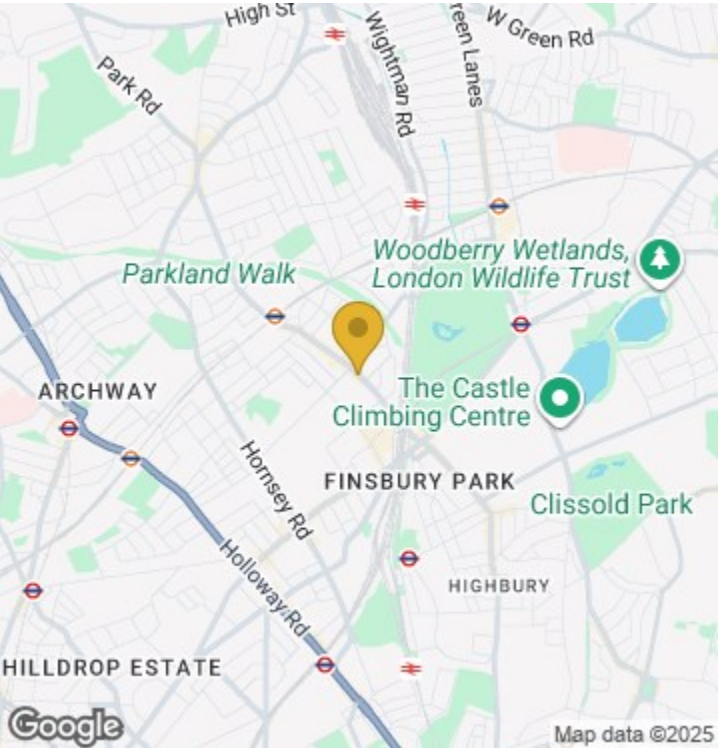 High St
Wightman Rd
reen Lanes
W Green Rd
Park Rd
Woodberry Wetlands,
London Wildlife Trust
Parkland Walk
ARCHWAY
The Castle
Climbing Centre
Hornsey Rd
FINSBURY PARK
Clissold Park
Holloway Rd
HIGHBURY
HILLDROP ESTATE
Google
Map data ©2025